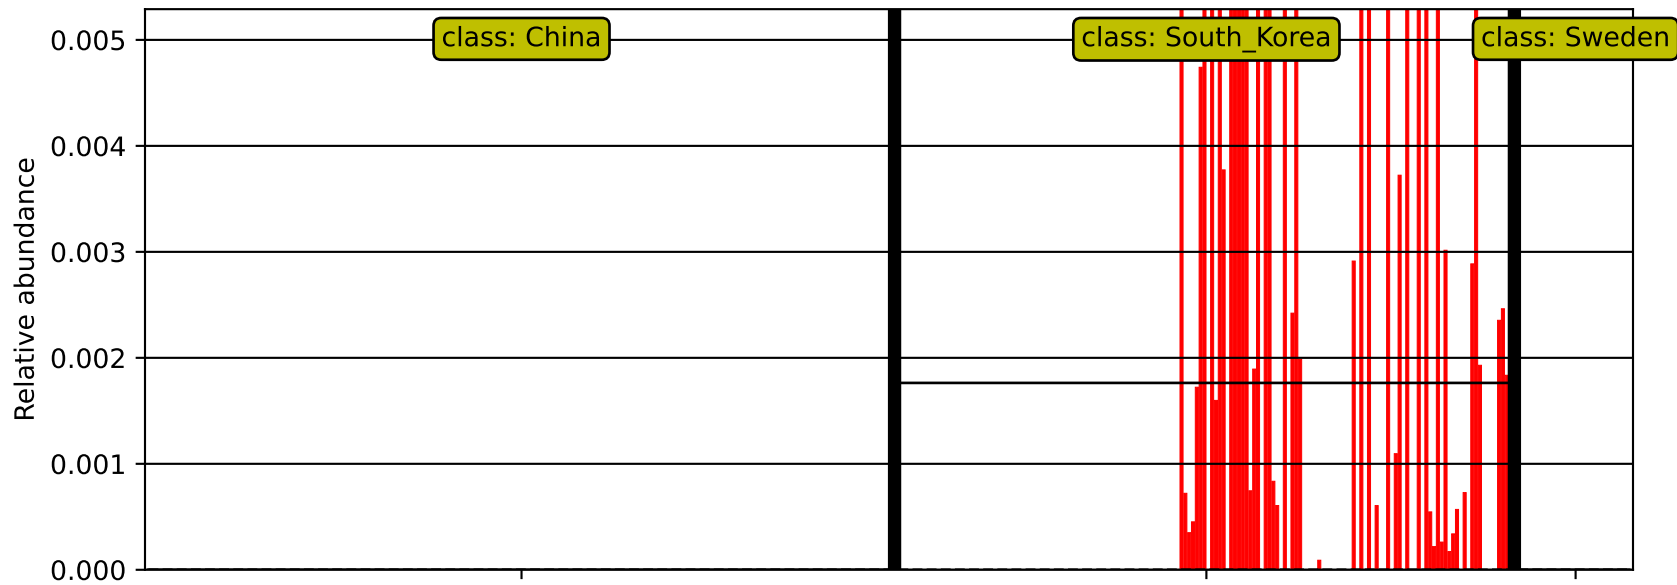 class: China
class: South_Korea
class: Sweden
Relative abundance
0.005
0.004
0.003
0.002
0.001
0.000